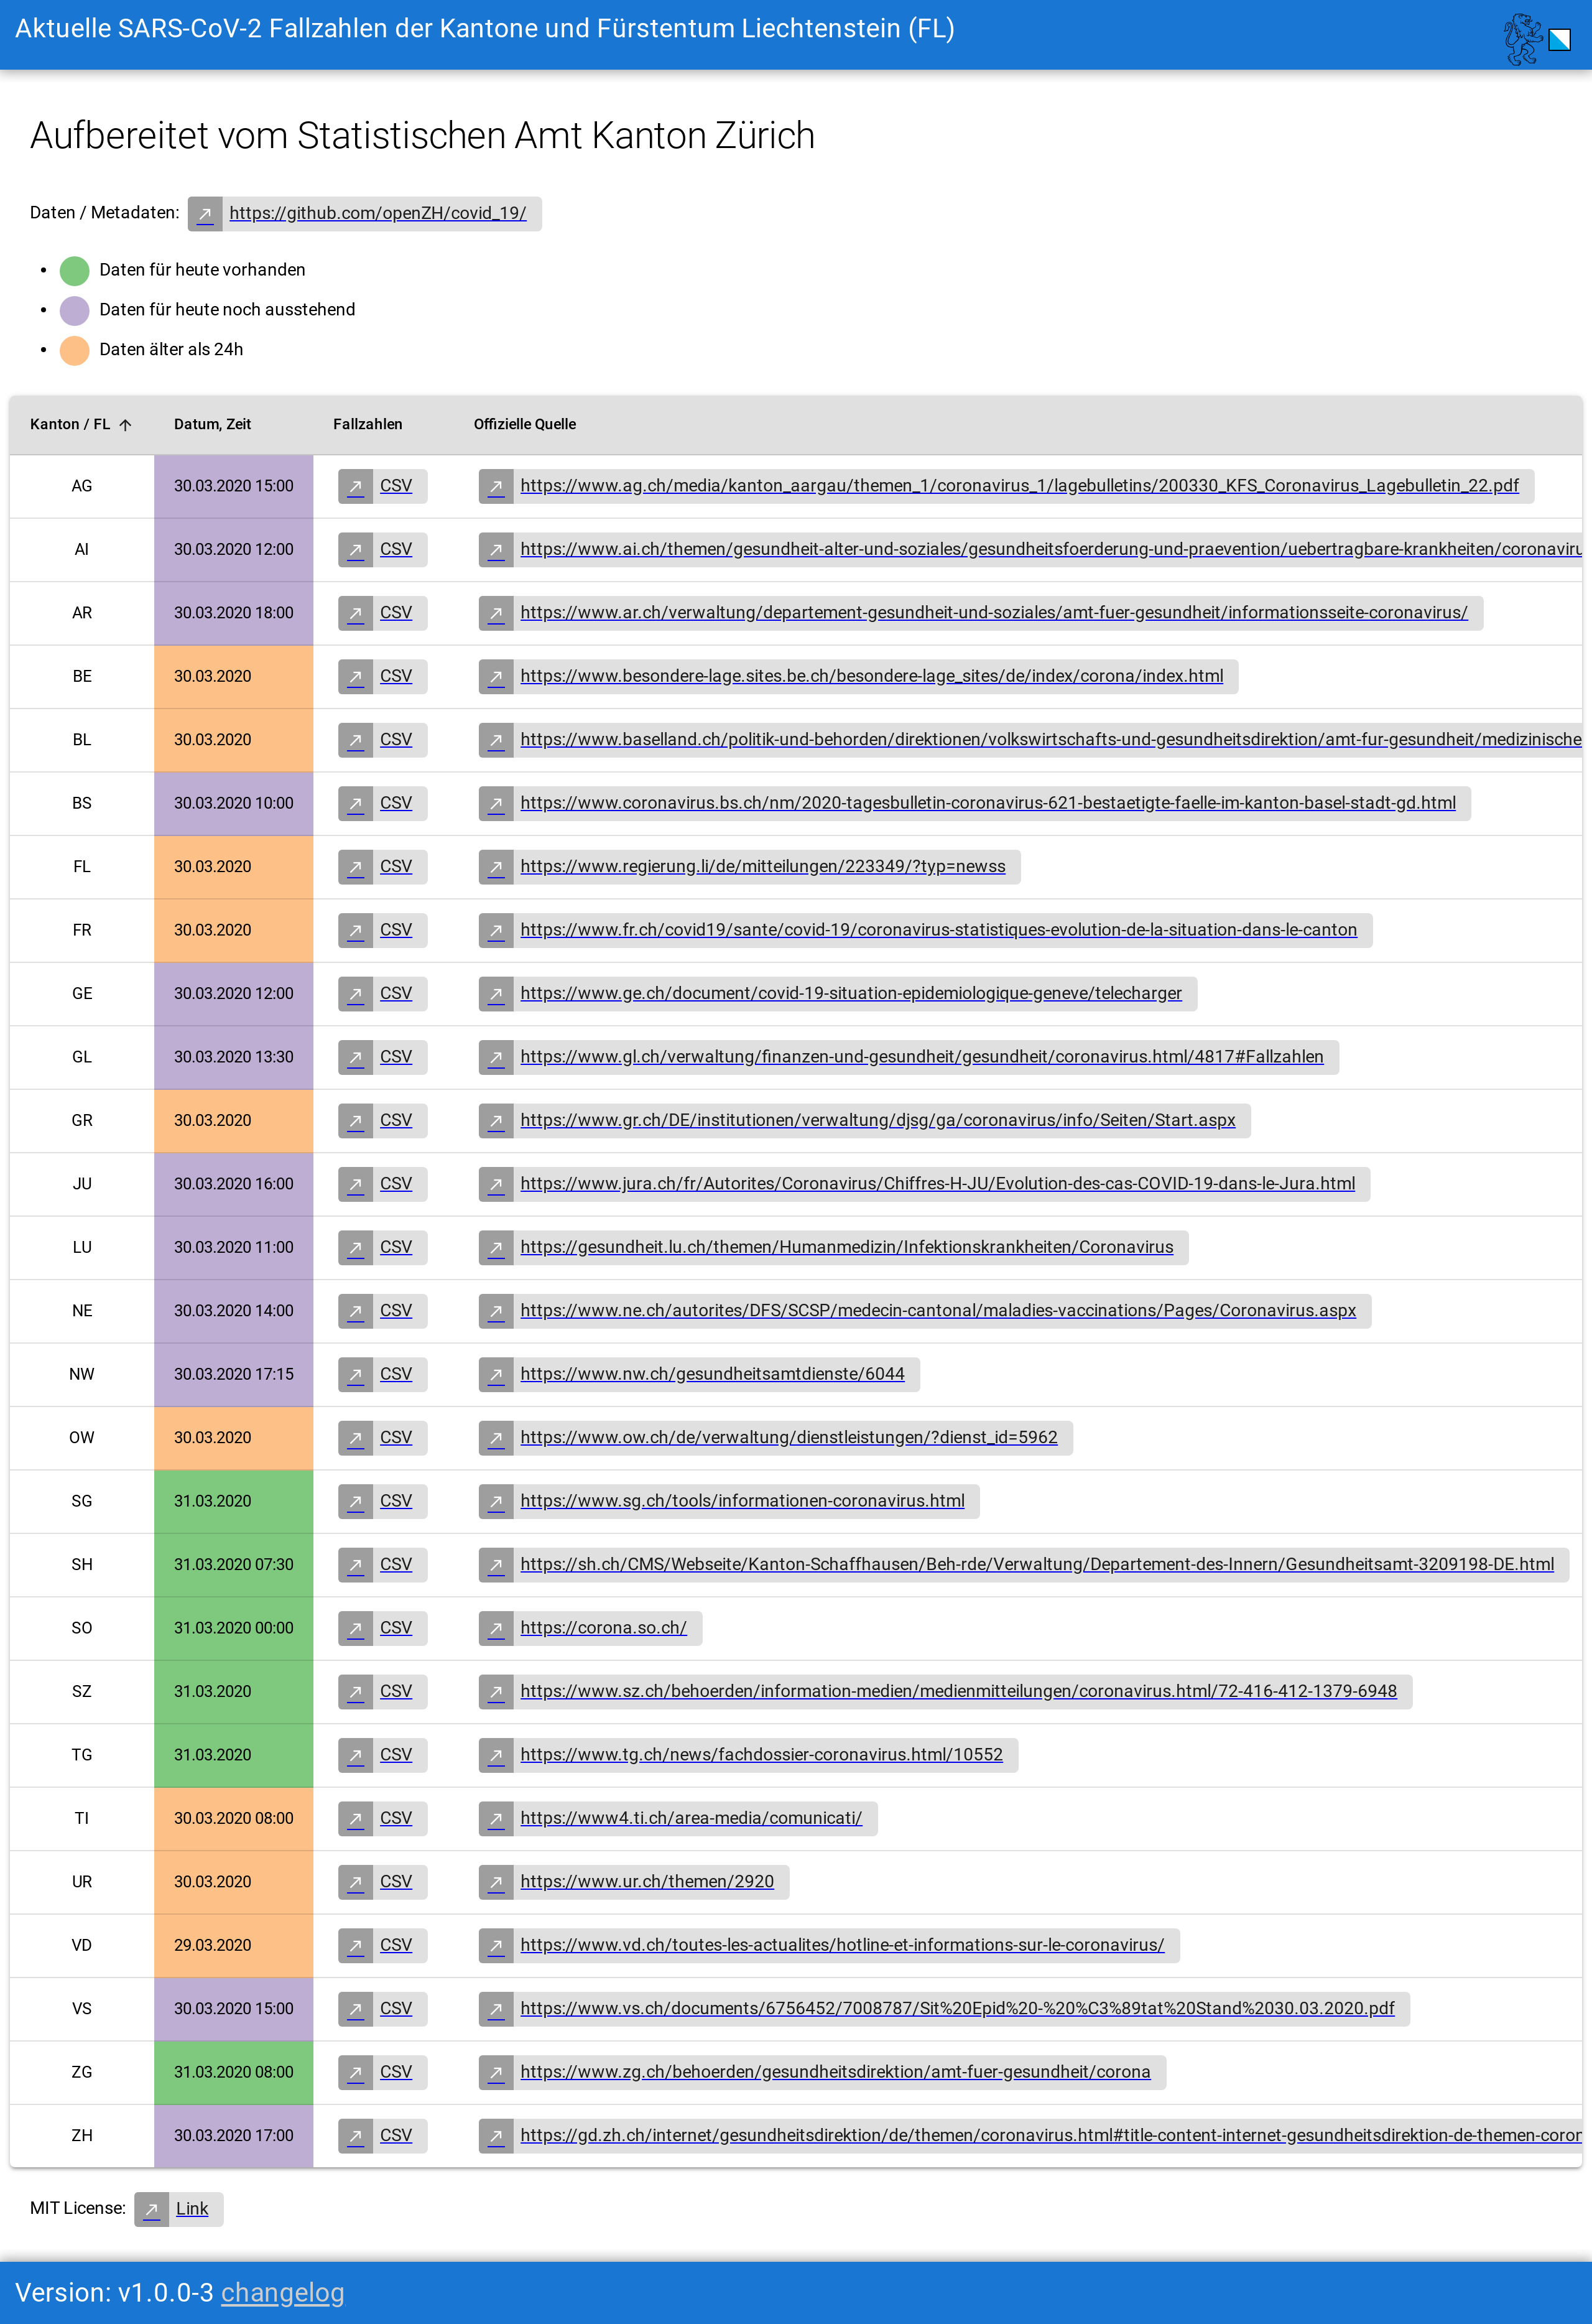 Aktuelle SARS-CoV-2 Fallzahlen der Kantone und Fürstentum Liechtenstein (FL)
Aufbereitet vom Statistischen Amt Kanton Zürich
Daten / Metadaten: https://github.com/openZH/covid_19/
Daten für heute vorhanden
Daten für heute noch ausstehend
Daten älter als 24h
Kanton / FL Datum, Zeit Fallzahlen Offizielle Quelle
AG 30.03.2020 15:00 CSV https://www.ag.ch/media/kanton_aargau/themen_1/coronavirus_1/lagebulletins/200330_KFS_Coronavirus_Lagebulletin_22.pdf
AI 30.03.2020 12:00 CSV https://www.ai.ch/themen/gesundheit-alter-und-soziales/gesundheitsfoerderung-und-praevention/uebertragbare-krankheiten/coronaviru
AR 30.03.2020 18:00 CSV https://www.ar.ch/verwaltung/departement-gesundheit-und-soziales/amt-fuer-gesundheit/informationsseite-coronavirus/
BE 30.03.2020 CSV https://www.besondere-lage.sites.be.ch/besondere-lage_sites/de/index/corona/index.html
BL 30.03.2020 CSV https://www.baselland.ch/politik-und-behorden/direktionen/volkswirtschafts-und-gesundheitsdirektion/amt-fur-gesundheit/medizinische
BS 30.03.2020 10:00 CSV https://www.coronavirus.bs.ch/nm/2020-tagesbulletin-coronavirus-621-bestaetigte-faelle-im-kanton-basel-stadt-gd.html
FL 30.03.2020 CSV https://www.regierung.li/de/mitteilungen/223349/?typ=newss
FR 30.03.2020 CSV https://www.fr.ch/covid19/sante/covid-19/coronavirus-statistiques-evolution-de-la-situation-dans-le-canton
GE 30.03.2020 12:00 CSV https://www.ge.ch/document/covid-19-situation-epidemiologique-geneve/telecharger
GL 30.03.2020 13:30 CSV https://www.gl.ch/verwaltung/finanzen-und-gesundheit/gesundheit/coronavirus.html/4817#Fallzahlen
GR 30.03.2020 CSV https://www.gr.ch/DE/institutionen/verwaltung/djsg/ga/coronavirus/info/Seiten/Start.aspx
JU 30.03.2020 16:00 CSV https://www.jura.ch/fr/Autorites/Coronavirus/Chiffres-H-JU/Evolution-des-cas-COVID-19-dans-le-Jura.html
LU 30.03.2020 11:00 CSV https://gesundheit.lu.ch/themen/Humanmedizin/Infektionskrankheiten/Coronavirus
NE 30.03.2020 14:00 CSV https://www.ne.ch/autorites/DFS/SCSP/medecin-cantonal/maladies-vaccinations/Pages/Coronavirus.aspx
NW 30.03.2020 17:15 CSV https://www.nw.ch/gesundheitsamtdienste/6044
OW 30.03.2020 CSV https://www.ow.ch/de/verwaltung/dienstleistungen/?dienst_id=5962
SG 31.03.2020 CSV https://www.sg.ch/tools/informationen-coronavirus.html
SH 31.03.2020 07:30 CSV https://sh.ch/CMS/Webseite/Kanton-Schaffhausen/Beh-rde/Verwaltung/Departement-des-Innern/Gesundheitsamt-3209198-DE.html
SO 31.03.2020 00:00 CSV https://corona.so.ch/
SZ 31.03.2020 CSV https://www.sz.ch/behoerden/information-medien/medienmitteilungen/coronavirus.html/72-416-412-1379-6948
TG 31.03.2020 CSV https://www.tg.ch/news/fachdossier-coronavirus.html/10552
TI 30.03.2020 08:00 CSV https://www4.ti.ch/area-media/comunicati/
UR 30.03.2020 CSV https://www.ur.ch/themen/2920
VD 29.03.2020 CSV https://www.vd.ch/toutes-les-actualites/hotline-et-informations-sur-le-coronavirus/
VS 30.03.2020 15:00 CSV https://www.vs.ch/documents/6756452/7008787/Sit%20Epid%20-%20%C3%89tat%20Stand%2030.03.2020.pdf
ZG 31.03.2020 08:00 CSV https://www.zg.ch/behoerden/gesundheitsdirektion/amt-fuer-gesundheit/corona
ZH 30.03.2020 17:00 CSV https://gd.zh.ch/internet/gesundheitsdirektion/de/themen/coronavirus.html#title-content-internet-gesundheitsdirektion-de-themen-coron
MIT License: Link
Version: v1.0.0-3 changelog